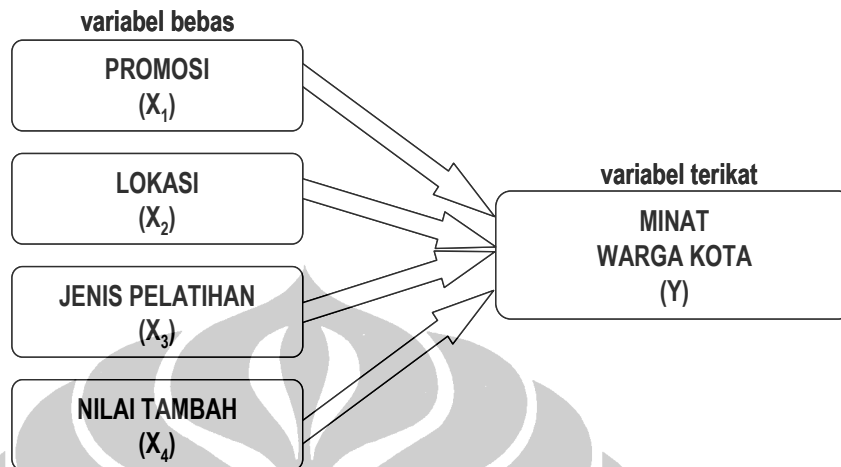 variabel bebas
PROMOSI
(X₁)
LOKASI
(X₂)
JENIS PELATIHAN
(X₃)
NILAI TAMBAH
(X₄)
variabel terikat
MINAT
WARGA KOTA
(Y)